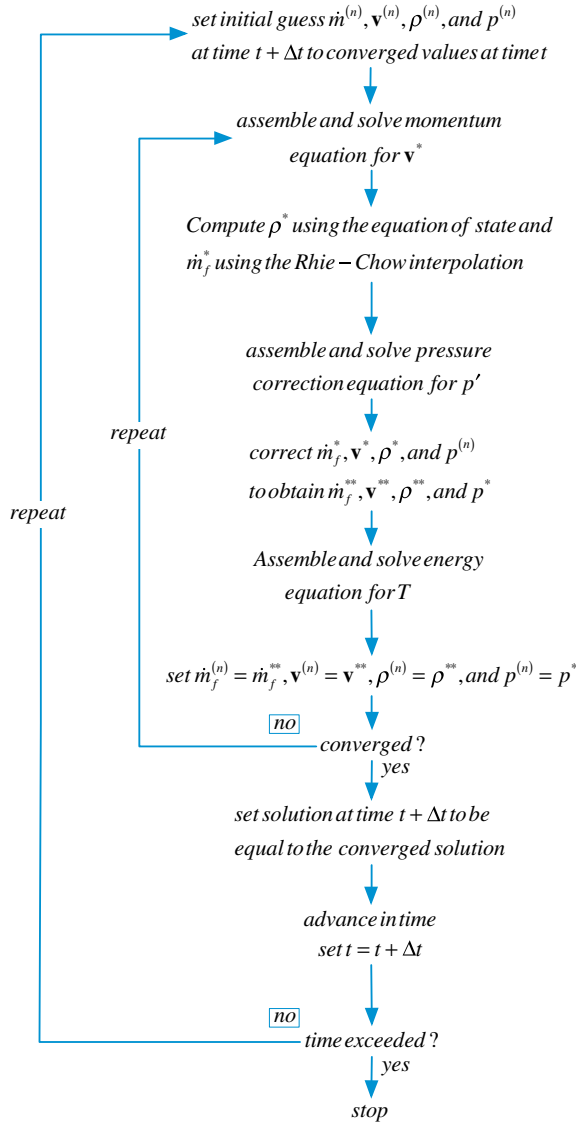 set initial guess ṁ⁽ⁿ⁾, v⁽ⁿ⁾, ρ⁽ⁿ⁾, and p⁽ⁿ⁾
at time t + Δt to converged values at time t
assemble and solve momentum
equation for v*
Compute ρ* using the equation of state and
ṁ_f* using the Rhie − Chow interpolation
assemble and solve pressure
correction equation for p′
repeat
correct ṁ_f*, v*, ρ*, and p⁽ⁿ⁾
to obtain ṁ_f**, v**, ρ**, and p*
repeat
Assemble and solve energy
equation for T
set ṁ_f⁽ⁿ⁾ = ṁ_f**, v⁽ⁿ⁾ = v**, ρ⁽ⁿ⁾ = ρ**, and p⁽ⁿ⁾ = p*
no
converged ?
yes
set solution at time t + Δt to be
equal to the converged solution
advance in time
set t = t + Δt
no
time exceeded ?
yes
stop